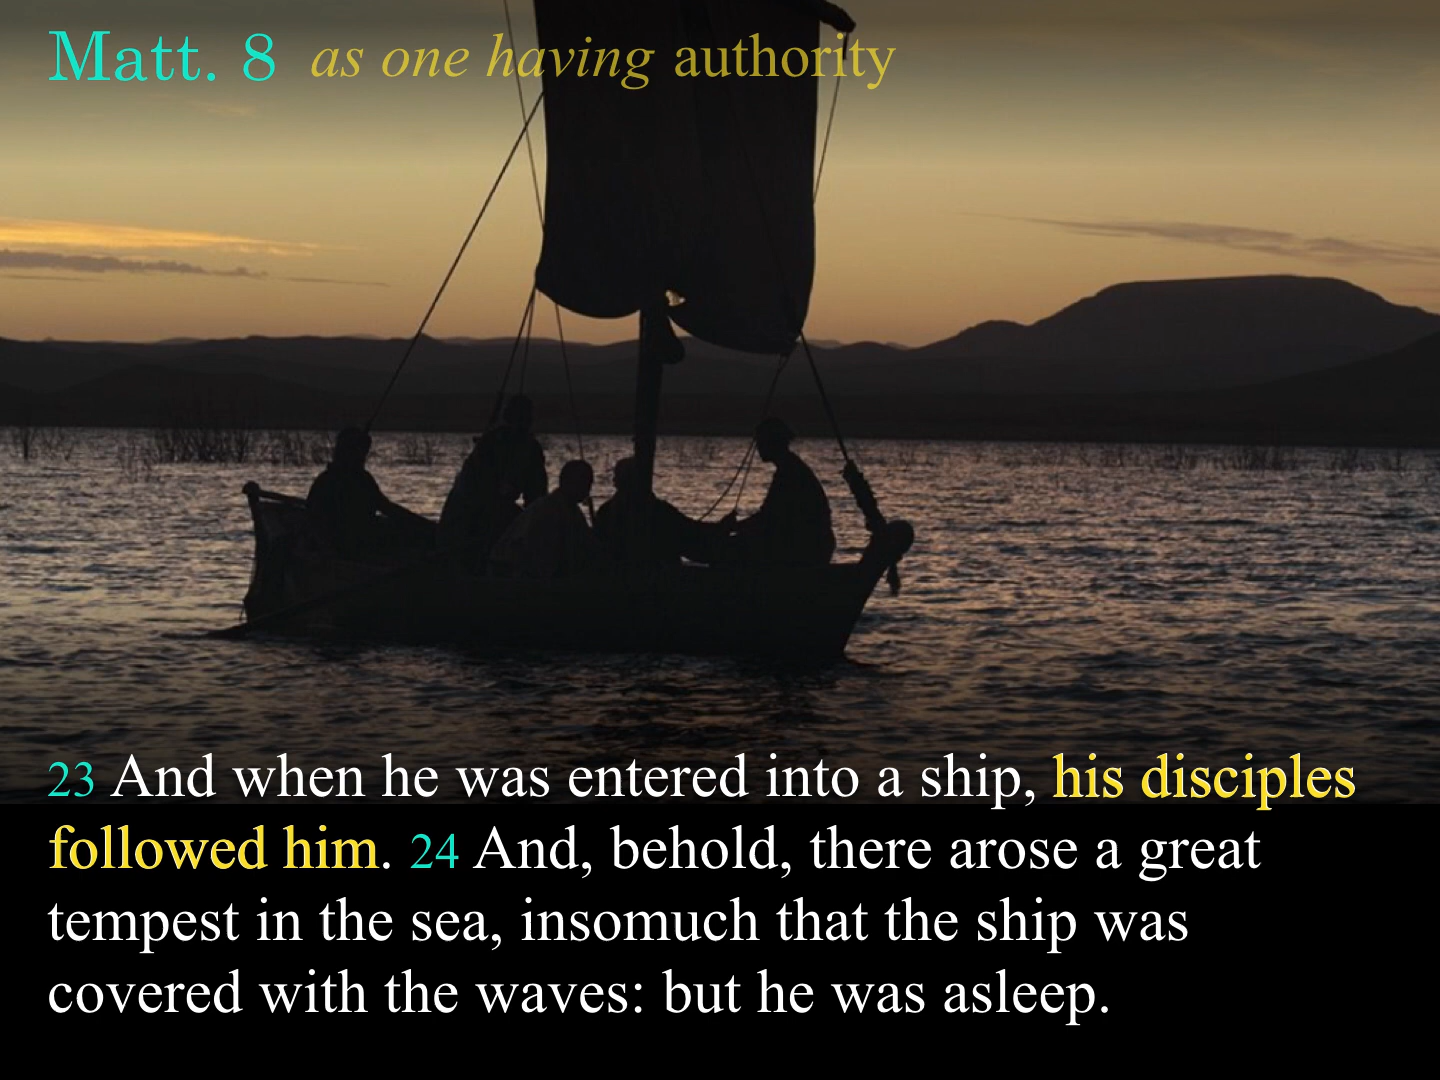 Matt. 8 as one having authority
23 And when he was entered into a ship, his disciples
followed him. 24 And, behold, there arose a great
tempest in the sea, insomuch that the ship was
covered with the waves: but he was asleep.